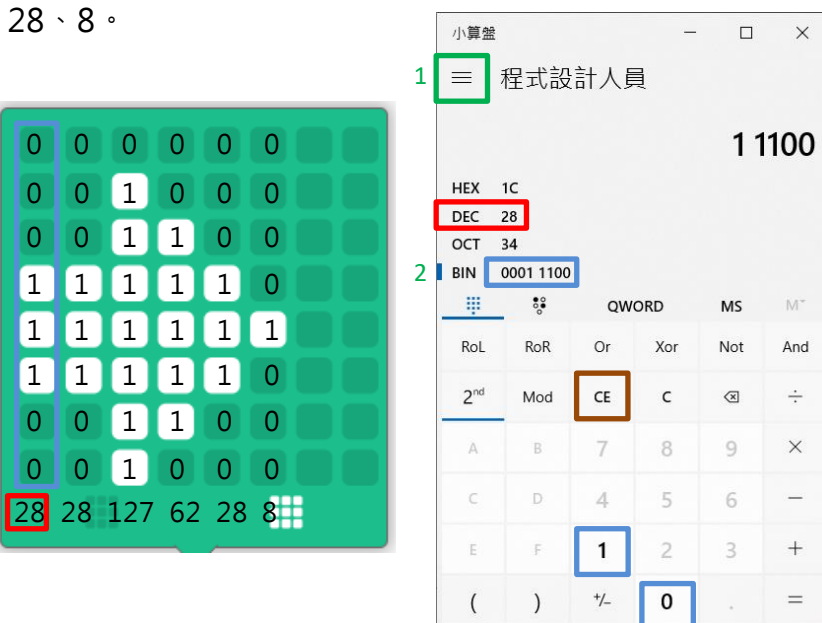 28、8。
0 0 0 0 0 0
0 0 1 0 0 0
0 0 1 1 0 0
1 1 1 1 1 0
1 1 1 1 1 1
1 1 1 1 1 0
0 0 1 1 0 0
0 0 1 0 0 0
28 28 127 62 28 8
小算盤
1 程式設計人員
1 1100
HEX 1C
DEC 28
OCT 34
2 BIN 0001 1100
QWORD MS M˅
RoL RoR Or Xor Not And
2nd Mod CE C ⌫ ÷
A B 7 8 9 ×
C D 4 5 6 −
E F 1 2 3 +
( ) +/− 0 . =